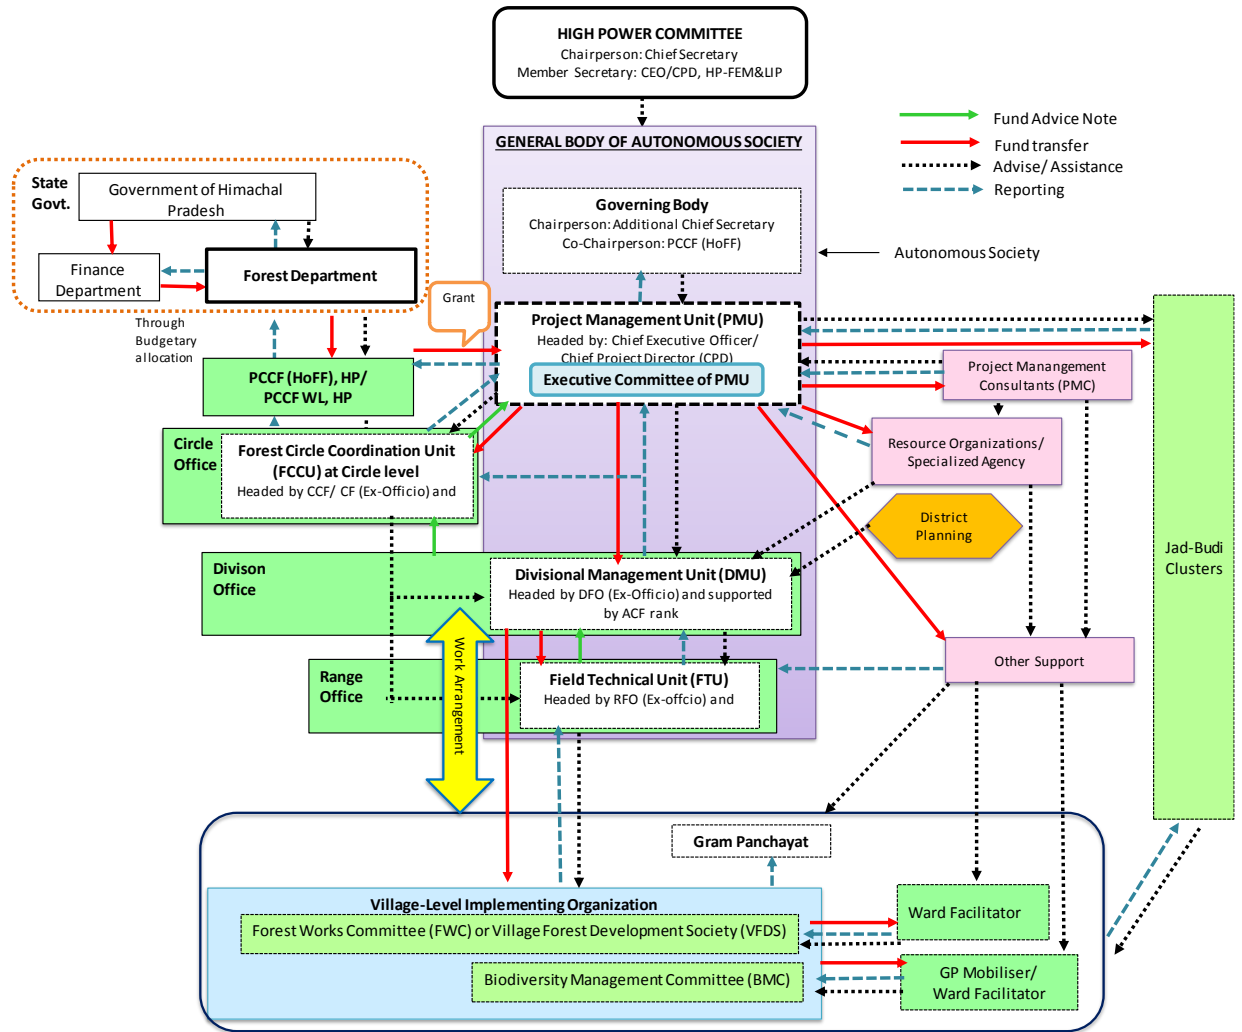 HIGH POWER COMMITTEE
Chairperson: Chief Secretary
Member Secretary: CEO/CPD, HP-FEM&LIP
Fund Advice Note
Fund transfer
Advise/ Assistance
Reporting
GENERAL BODY OF AUTONOMOUS SOCIETY
State
Govt.
Government of Himachal
Pradesh
Finance
Department
Forest Department
Governing Body
Chairperson: Additional Chief Secretary
Co-Chairperson: PCCF (HoFF)
Autonomous Society
Through
Budgetary
allocation
Grant
Project Management Unit (PMU)
Headed by: Chief Executive Officer/
Chief Project Director (CPD)
Executive Committee of PMU
PCCF (HoFF), HP/
PCCF WL, HP
Project Manangement
Consultants (PMC)
Circle
Office
Forest Circle Coordination Unit
(FCCU) at Circle level
Headed by CCF/ CF (Ex-Officio) and
Resource Organizations/
Specialized Agency
District
Planning
Jad-Budi
Clusters
Divison
Office
Divisional Management Unit (DMU)
Headed by DFO (Ex-Officio) and supported
by ACF rank
Work Arrangement
Range
Office
Field Technical Unit (FTU)
Headed by RFO (Ex-offcio) and
Other Support
Gram Panchayat
Village-Level Implementing Organization
Forest Works Committee (FWC) or Village Forest Development Society (VFDS)
Ward Facilitator
Biodiversity Management Committee (BMC)
GP Mobiliser/
Ward Facilitator